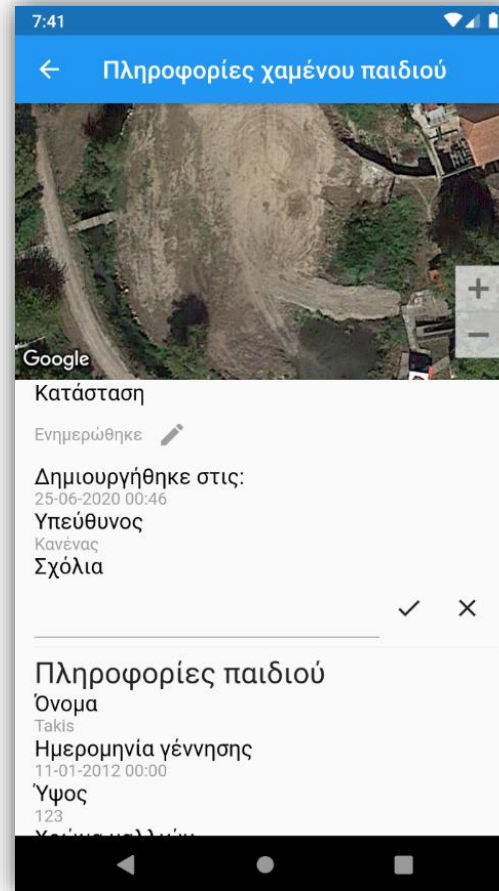 7:41
Πληροφορίες χαμένου παιδιού
+
−
Google
Κατάσταση
Ενημερώθηκε
Δημιουργήθηκε στις:
25-06-2020 00:46
Υπεύθυνος
Κανένας
Σχόλια
Πληροφορίες παιδιού
Όνομα
Takis
Ημερομηνία γέννησης
11-01-2012 00:00
Ύψος
123